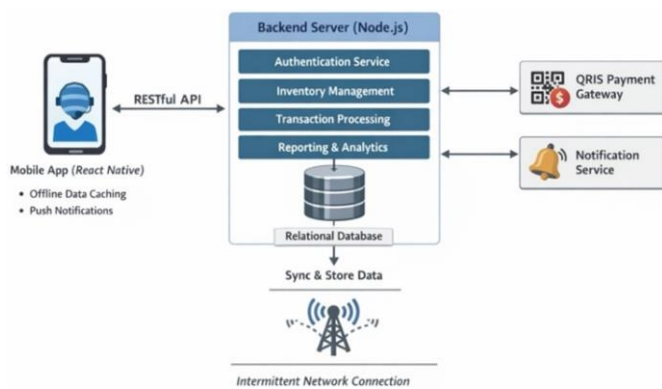 Backend Server (Node.js)
Authentication Service
Inventory Management
Transaction Processing
Reporting & Analytics
Relational Database
Sync & Store Data
Intermittent Network Connection
RESTful API
Mobile App (React Native)
• Offline Data Caching
• Push Notifications
QRIS Payment
Gateway
$
Notification
Service